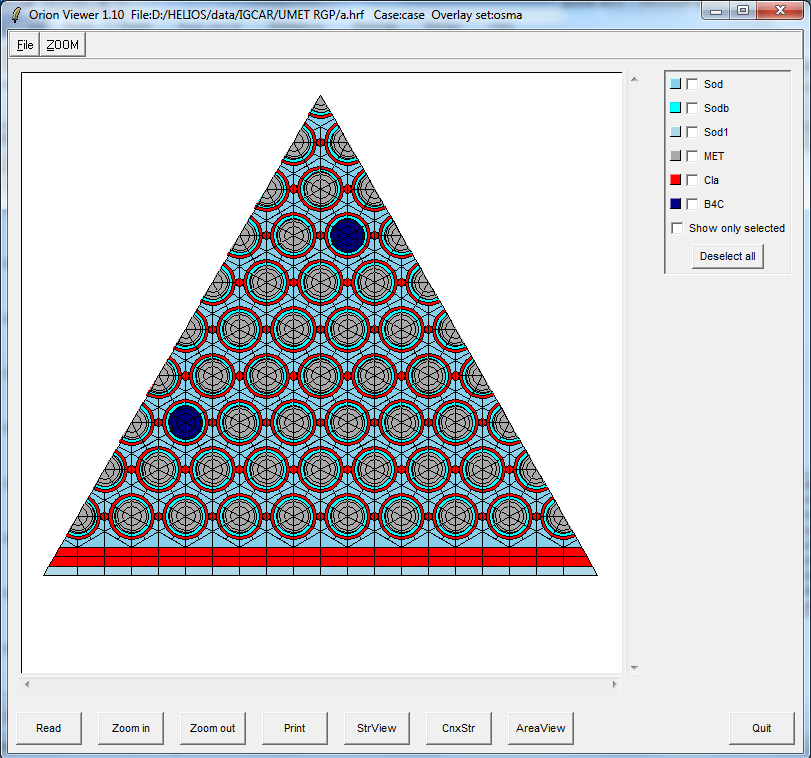 Orion Viewer 1.10  File:D:/HELIOS/data/IGCAR/UMET RGP/a.hrf   Case:case  Overlay set:osma
File ZOOM
Sod
Sodb
Sod1
MET
Cla
B4C
Show only selected
Deselect all
Read Zoom in Zoom out Print StrView CnxStr AreaView Quit